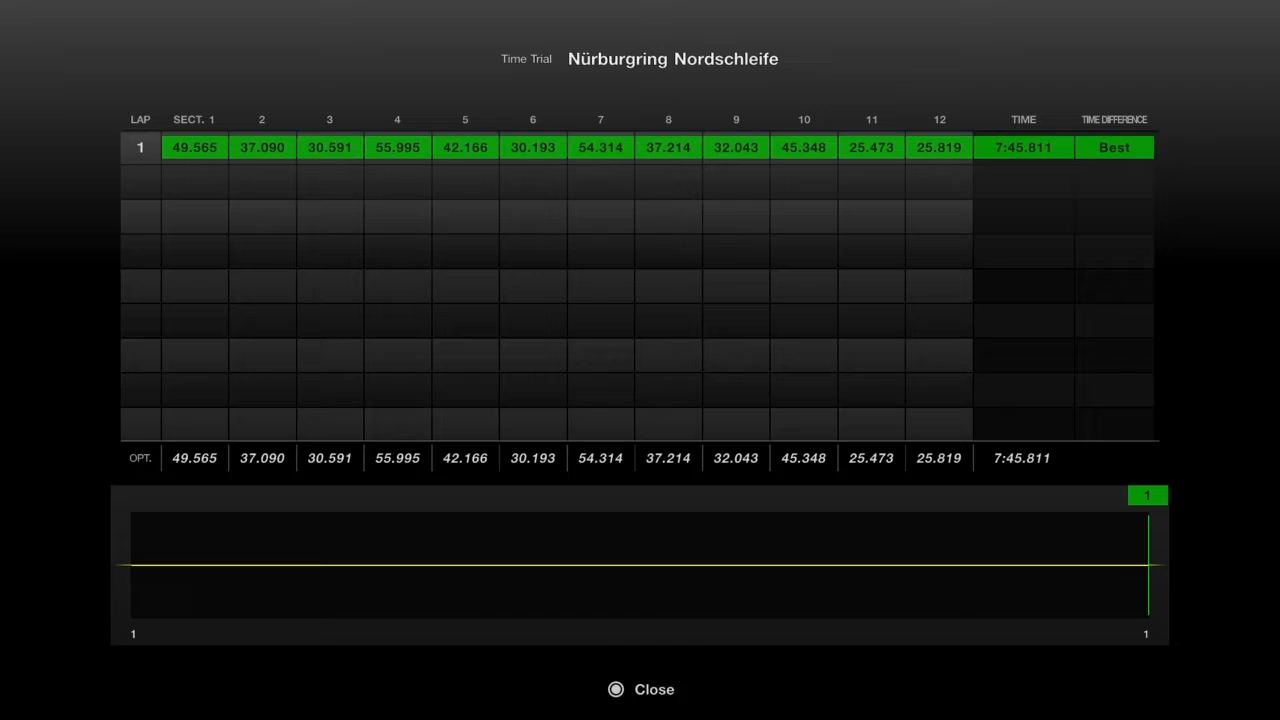 Time Trial Nürburgring Nordschleife
LAP SECT. 1 2 3 4 5 6 7 8 9 10 11 12 TIME TIME DIFFERENCE
1 49.565 37.090 30.591 55.995 42.166 30.193 54.314 37.214 32.043 45.348 25.473 25.819 7:45.811 Best
OPT. 49.565 37.090 30.591 55.995 42.166 30.193 54.314 37.214 32.043 45.348 25.473 25.819 7:45.811
1
1 1
Close